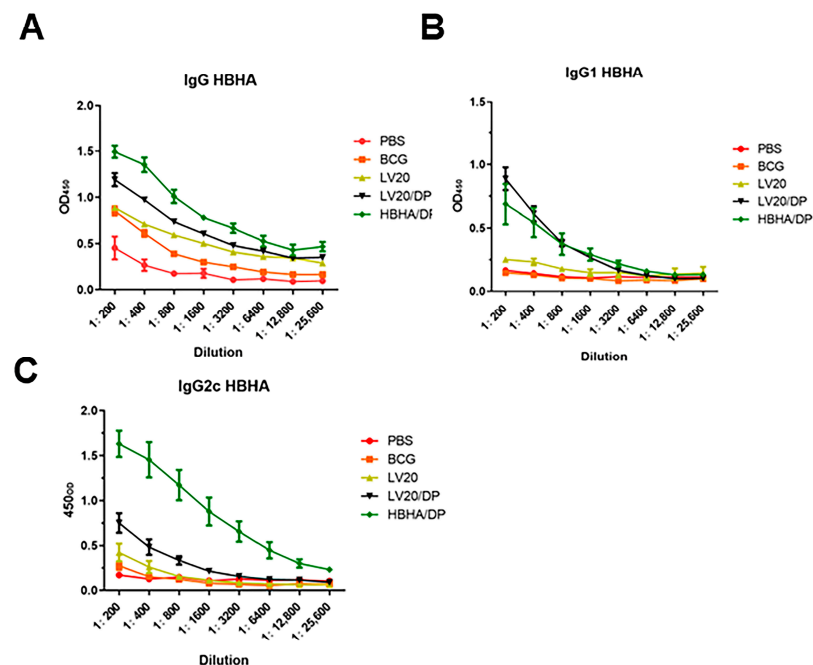 A
IgG HBHA
OD450
2.0
1.5
1.0
0.5
0.0
1: 200
1: 400
1: 800
1: 1600
1: 3200
1: 6400
1: 12,800
1: 25,600
Dilution
PBS
BCG
LV20
LV20/DP
HBHA/DP
B
IgG1 HBHA
OD450
1.5
1.0
0.5
0.0
1: 200
1: 400
1: 800
1: 1600
1: 3200
1: 6400
1: 12,800
1: 25,600
Dilution
PBS
BCG
LV20
LV20/DP
HBHA/DP
C
IgG2c HBHA
450OD
2.0
1.5
1.0
0.5
0.0
1: 200
1: 400
1: 800
1: 1600
1: 3200
1: 6400
1: 12,800
1: 25,600
Dilution
PBS
BCG
LV20
LV20/DP
HBHA/DP